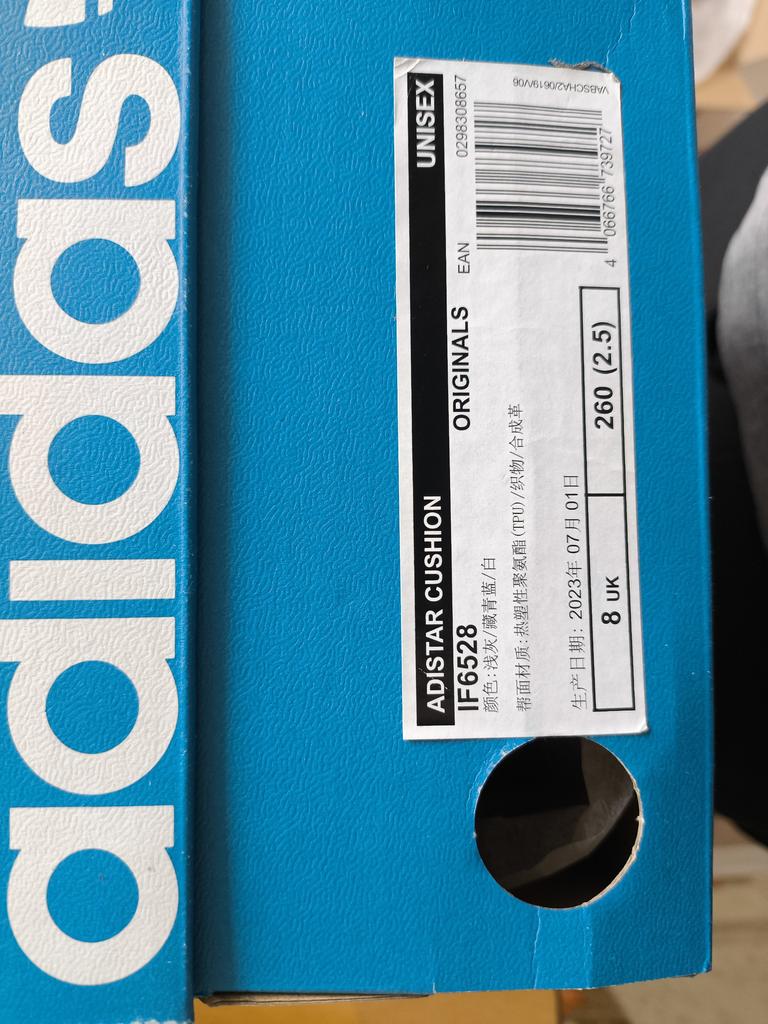 adidas
ADISTAR CUSHION UNISEX
IF6528 ORIGINALS EAN 0298308657
颜色:浅灰/藏青蓝/白
帮面材质:热塑性聚氨酯(TPU)/织物/合成革
生产日期: 2023年 07月 01日
8 UK 260 (2.5)
4 066766 739727
VABSCHA2/0619/V06